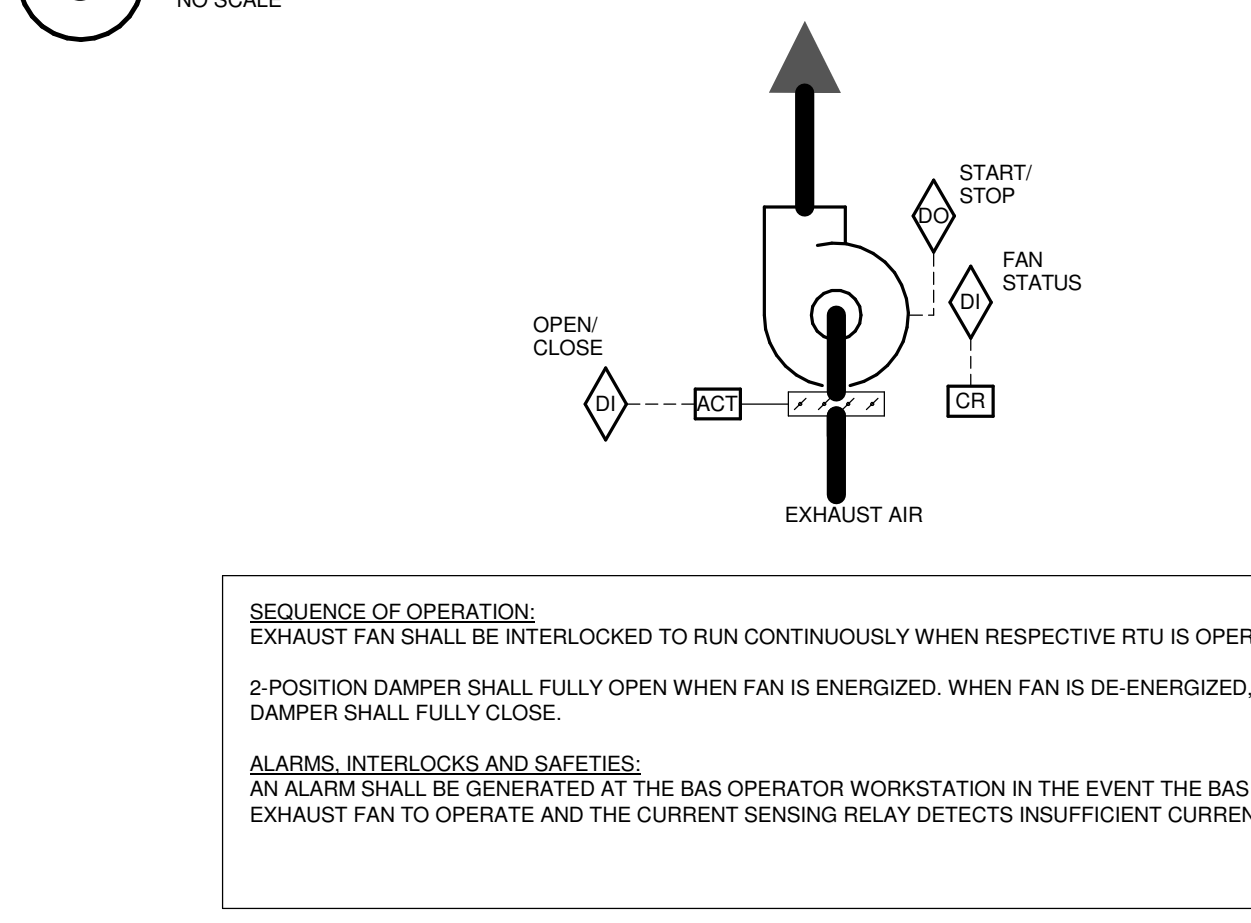 NO SCALE
START/
STOP
DO
FAN
STATUS
DI
OPEN/
CLOSE
DI
ACT
CR
EXHAUST AIR
SEQUENCE OF OPERATION:
EXHAUST FAN SHALL BE INTERLOCKED TO RUN CONTINUOUSLY WHEN RESPECTIVE RTU IS
2-POSITION DAMPER SHALL FULLY OPEN WHEN FAN IS ENERGIZED. WHEN FAN IS DE-ENERGIZED,
DAMPER SHALL FULLY CLOSE.
ALARMS, INTERLOCKS AND SAFETIES:
AN ALARM SHALL BE GENERATED AT THE BAS OPERATOR WORKSTATION IN THE EVENT THE BAS
EXHAUST FAN TO OPERATE AND THE CURRENT SENSING RELAY DETECTS INSUFFICIENT